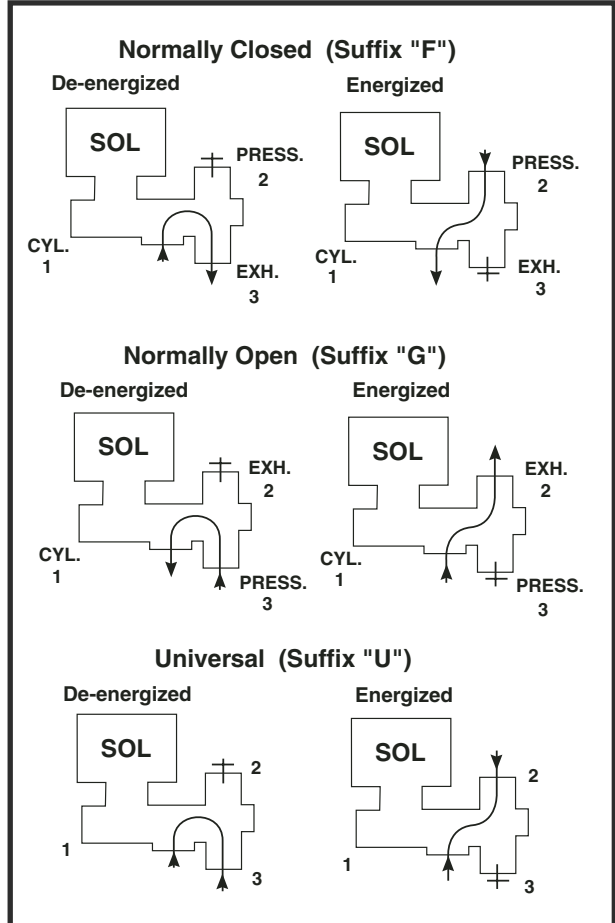 Normally Closed (Suffix "F")
De-energized
Energized
SOL
PRESS.
2
CYL.
1
EXH.
3
SOL
PRESS.
2
CYL.
1
EXH.
3
Normally Open (Suffix "G")
De-energized
Energized
SOL
EXH.
2
CYL.
1
PRESS.
3
SOL
EXH.
2
CYL.
1
PRESS.
3
Universal (Suffix "U")
De-energized
Energized
SOL
2
1
3
SOL
2
1
3